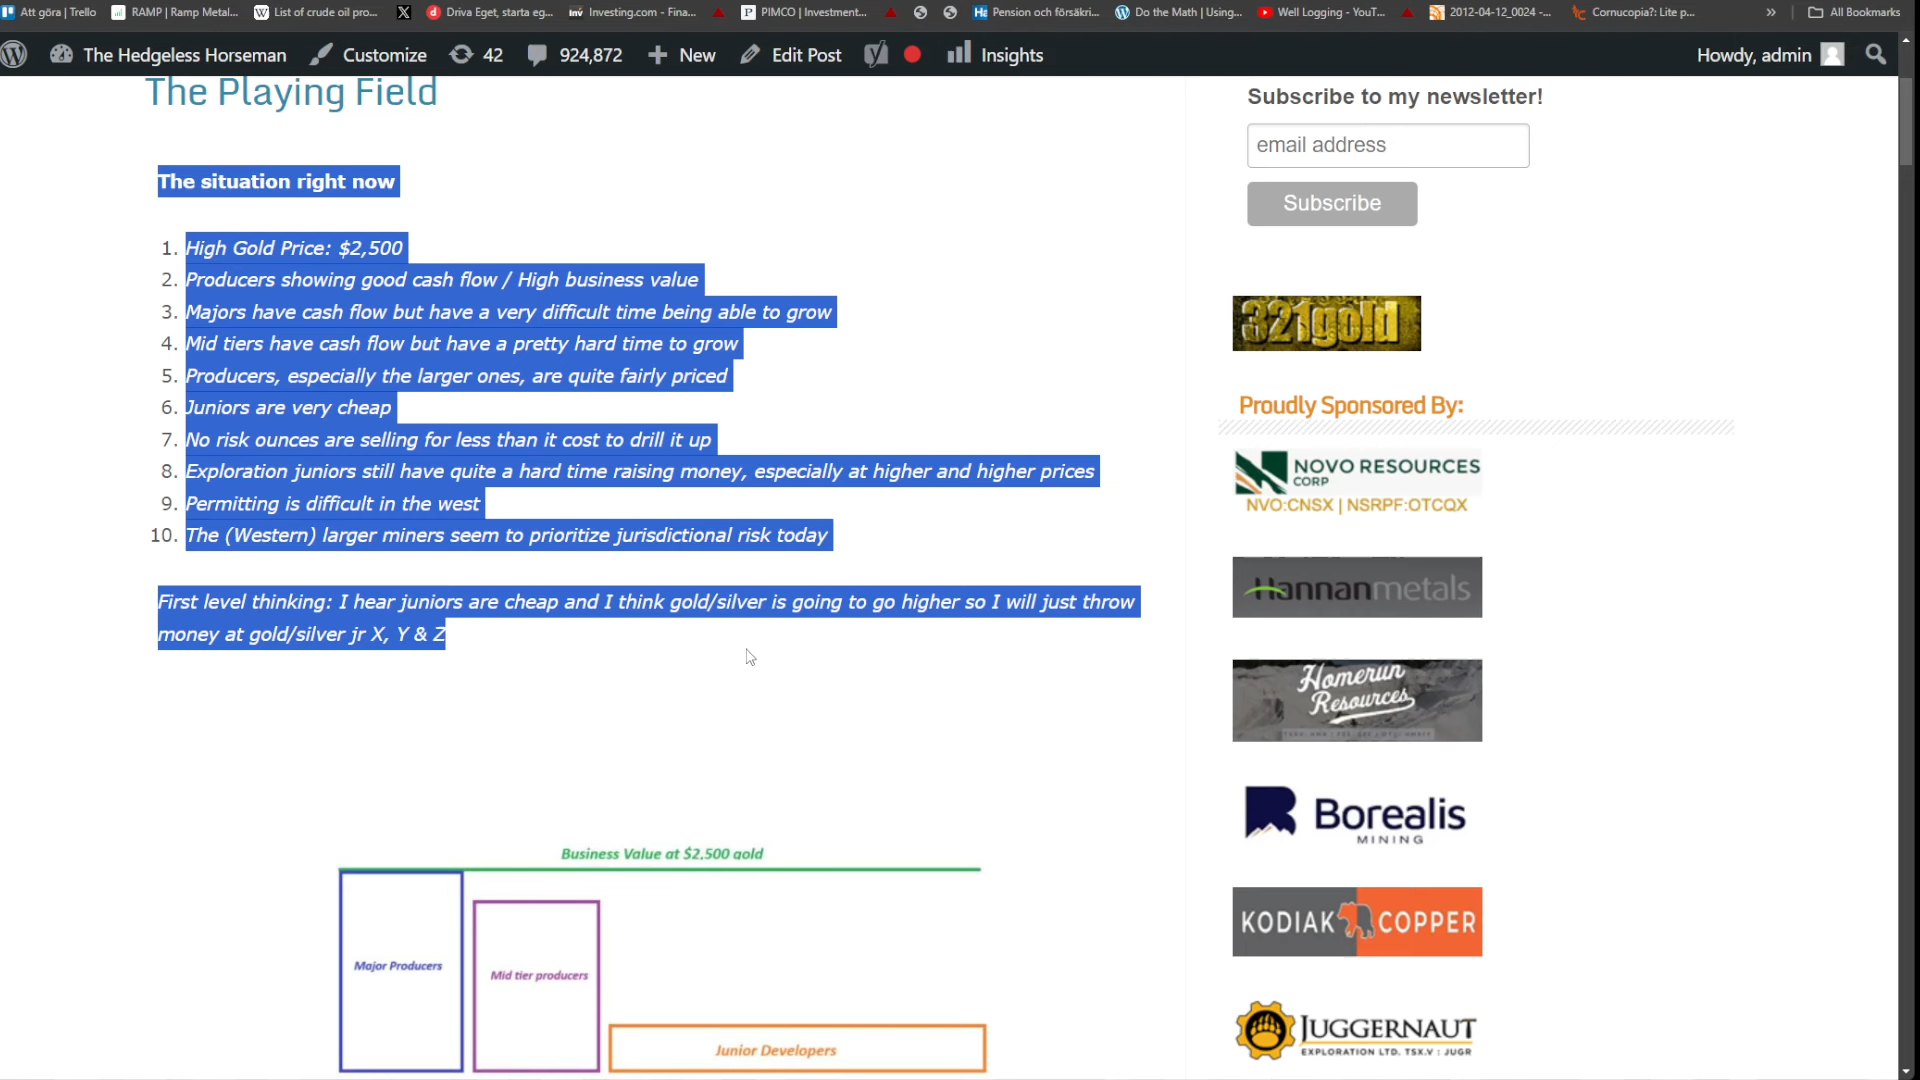 Att göra | Trello
RAMP | Ramp Metal...
List of crude oil pro...
Driva Eget, starta eg...
Investing.com - Fina...
PIMCO | Investment...
Pension och försäkri...
Do the Math | Using...
Well Logging - YouT...
2012-04-12_0024 -...
Cornucopia?: Lite p...
»
All Bookmarks
The Hedgeless Horseman
Customize
42
924,872
New
Edit Post
Insights
Howdy, admin
The Playing Field
The situation right now
1. High Gold Price: $2,500
2. Producers showing good cash flow / High business value
3. Majors have cash flow but have a very difficult time being able to grow
4. Mid tiers have cash flow but have a pretty hard time to grow
5. Producers, especially the larger ones, are quite fairly priced
6. Juniors are very cheap
7. No risk ounces are selling for less than it cost to drill it up
8. Exploration juniors still have quite a hard time raising money, especially at higher and higher prices
9. Permitting is difficult in the west
10. The (Western) larger miners seem to prioritize jurisdictional risk today
First level thinking: I hear juniors are cheap and I think gold/silver is going to go higher so I will just throw
money at gold/silver jr X, Y & Z
Business Value at $2,500 gold
Major Producers
Mid tier producers
Junior Developers
Subscribe to my newsletter!
email address
Subscribe
321gold
Proudly Sponsored By:
NOVO RESOURCES
CORP
NVO:CNSX | NSRPF:OTCQX
Hannanmetals
Homerun
Resources
Borealis
MINING
KODIAK COPPER
JUGGERNAUT
EXPLORATION LTD. TSX.V : JUGR